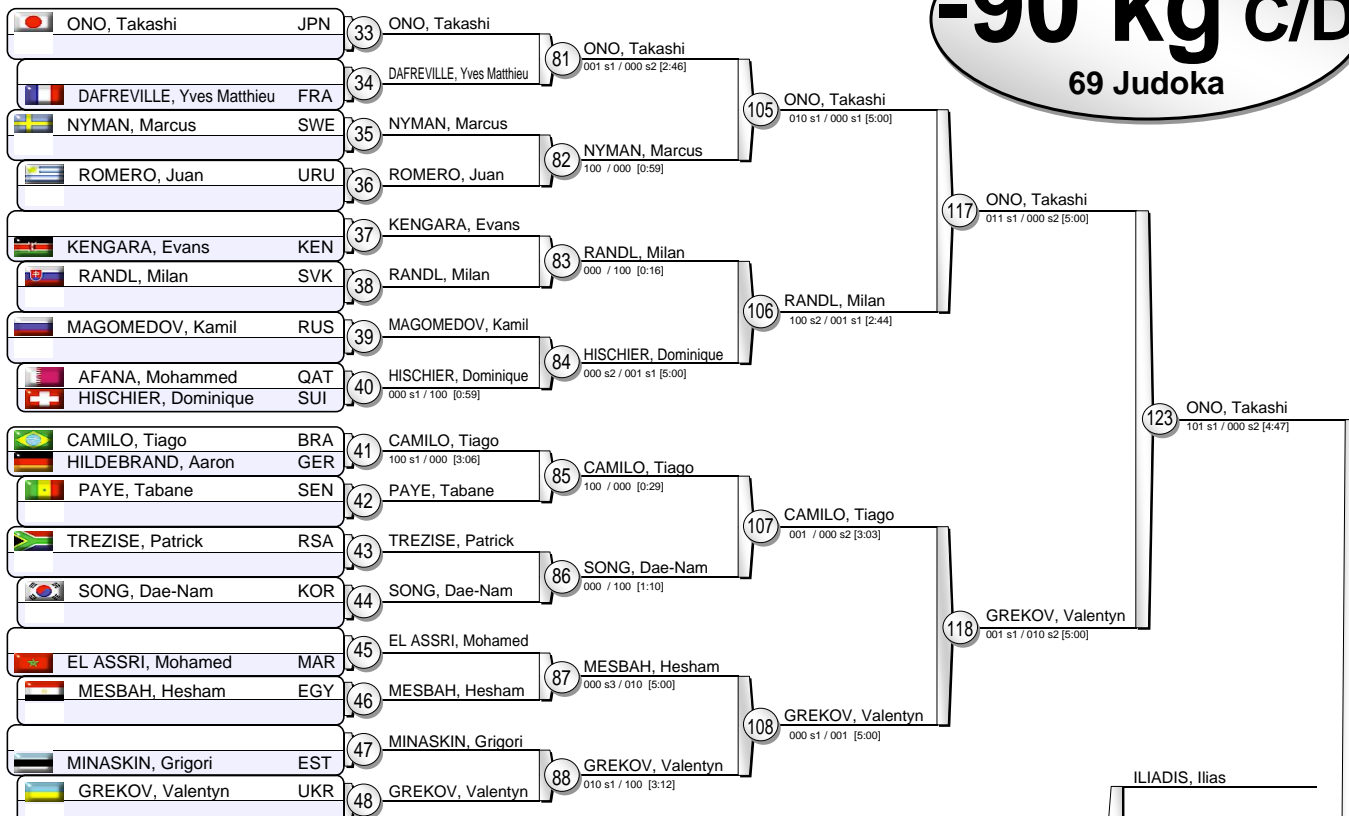 -90 kg C/D
69 Judoka
ONO, Takashi JPN
DAFREVILLE, Yves Matthieu FRA
NYMAN, Marcus SWE
ROMERO, Juan URU
KENGARA, Evans KEN
RANDL, Milan SVK
MAGOMEDOV, Kamil RUS
AFANA, Mohammed QAT
HISCHIER, Dominique SUI
CAMILO, Tiago BRA
HILDEBRAND, Aaron GER
PAYE, Tabane SEN
TREZISE, Patrick RSA
SONG, Dae-Nam KOR
EL ASSRI, Mohamed MAR
MESBAH, Hesham EGY
MINASKIN, Grigori EST
GREKOV, Valentyn UKR
33 ONO, Takashi
34 DAFREVILLE, Yves Matthieu
35 NYMAN, Marcus
36 ROMERO, Juan
37 KENGARA, Evans
38 RANDL, Milan
39 MAGOMEDOV, Kamil
40 HISCHIER, Dominique
000 s1 / 100 [0:59]
41 CAMILO, Tiago
100 s1 / 000 [3:06]
42 PAYE, Tabane
43 TREZISE, Patrick
44 SONG, Dae-Nam
45 EL ASSRI, Mohamed
46 MESBAH, Hesham
47 MINASKIN, Grigori
48 GREKOV, Valentyn
81 ONO, Takashi
001 s1 / 000 s2 [2:46]
82 NYMAN, Marcus
100 / 000 [0:59]
83 RANDL, Milan
000 / 100 [0:16]
84 HISCHIER, Dominique
000 s2 / 001 s1 [5:00]
85 CAMILO, Tiago
100 / 000 [0:29]
86 SONG, Dae-Nam
000 / 100 [1:10]
87 MESBAH, Hesham
000 s3 / 010 [5:00]
88 GREKOV, Valentyn
010 s1 / 100 [3:12]
105 ONO, Takashi
010 s1 / 000 s1 [5:00]
106 RANDL, Milan
100 s2 / 001 s1 [2:44]
107 CAMILO, Tiago
001 / 000 s2 [3:03]
108 GREKOV, Valentyn
000 s1 / 001 [5:00]
117 ONO, Takashi
011 s1 / 000 s2 [5:00]
118 GREKOV, Valentyn
001 s1 / 010 s2 [5:00]
123 ONO, Takashi
101 s1 / 000 s2 [4:47]
ILIADIS, Ilias